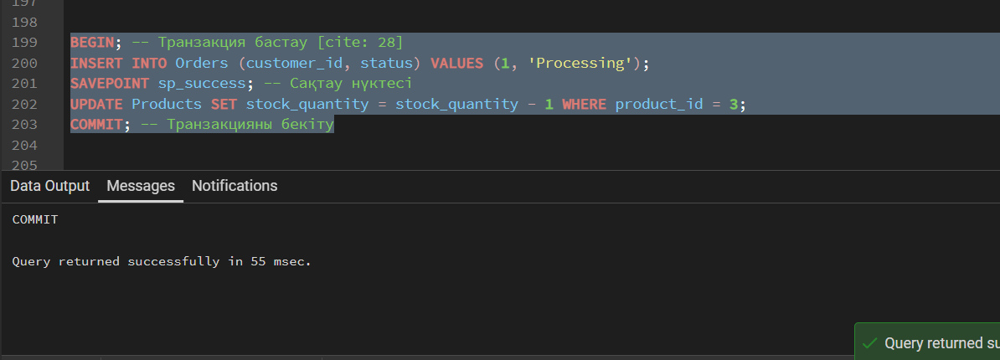 197
198
199 BEGIN; -- Транзакция бастау [cite: 28]
200 INSERT INTO Orders (customer_id, status) VALUES (1, 'Processing');
201 SAVEPOINT sp_success; -- Сақтау нүктесі
202 UPDATE Products SET stock_quantity = stock_quantity - 1 WHERE product_id = 3;
203 COMMIT; -- Транзакцияны бекіту
204
205
Data Output Messages Notifications
COMMIT
Query returned successfully in 55 msec.
Query returned su